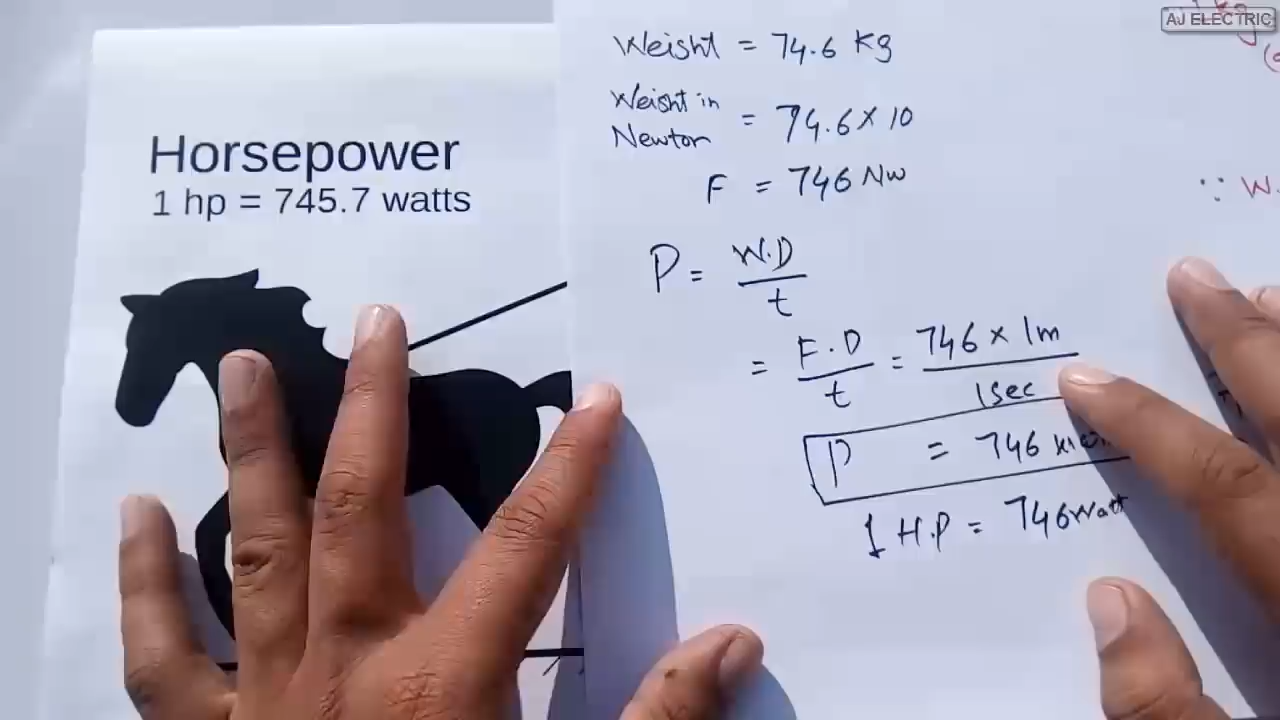 AJ ELECTRIC
Horsepower
1 hp = 745.7 watts
Weight = 74.6 Kg
Weight in
Newton = 74.6 × 10
F = 746 Nw
P = W.D
t
= F.D = 746 × 1m
t 1sec
P = 746
1 H.P = 746 Watt
kg
∵ W.